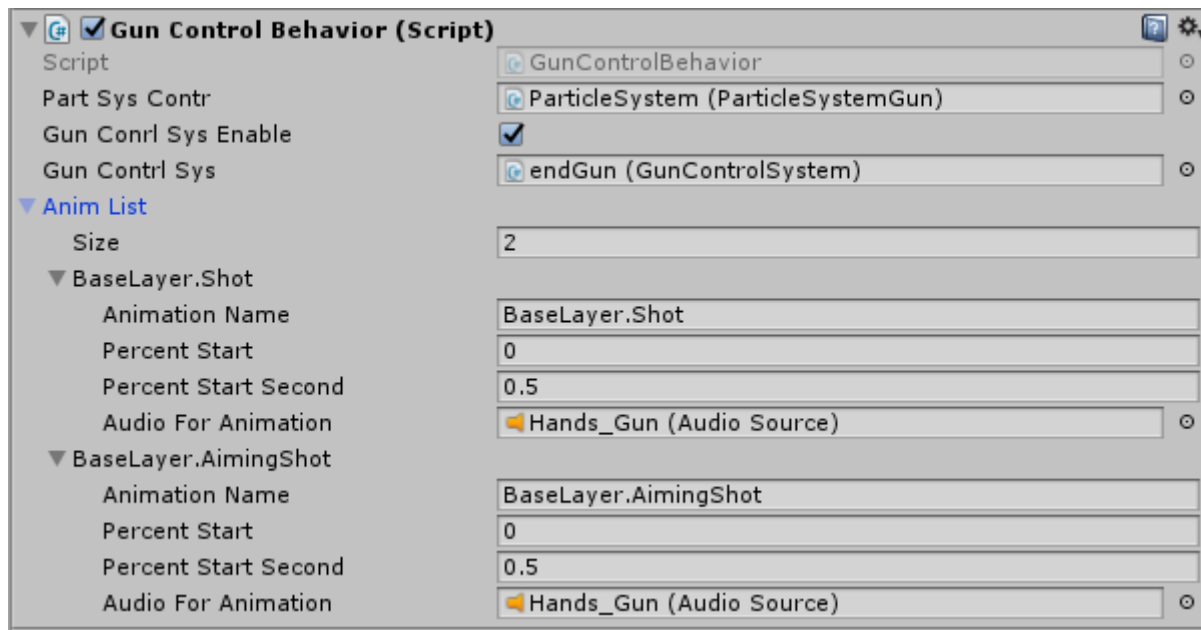 Gun Control Behavior (Script)
Script GunControlBehavior
Part Sys Contr ParticleSystem (ParticleSystemGun)
Gun Conrl Sys Enable
Gun Contrl Sys endGun (GunControlSystem)
Anim List
Size 2
BaseLayer.Shot
Animation Name BaseLayer.Shot
Percent Start 0
Percent Start Second 0.5
Audio For Animation Hands_Gun (Audio Source)
BaseLayer.AimingShot
Animation Name BaseLayer.AimingShot
Percent Start 0
Percent Start Second 0.5
Audio For Animation Hands_Gun (Audio Source)